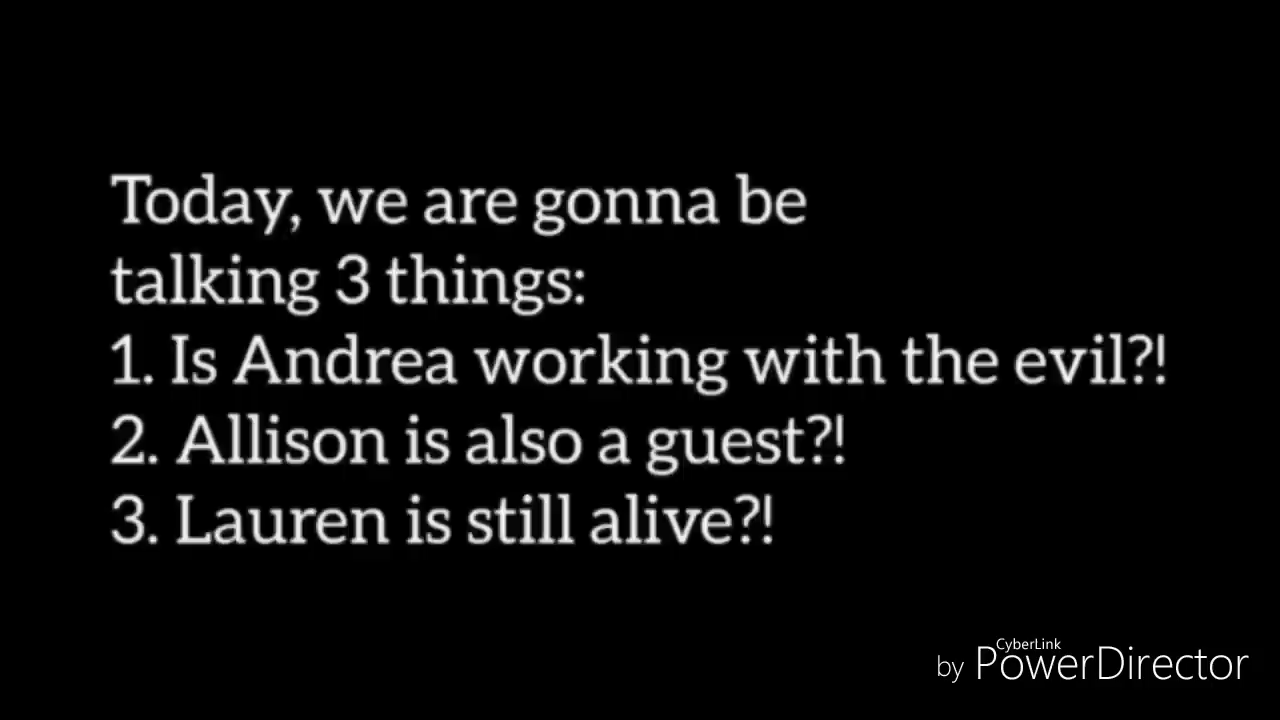 Today, we are gonna be
talking 3 things:
1. Is Andrea working with the evil?!
2. Allison is also a guest?!
3. Lauren is still alive?!
CyberLink
by PowerDirector